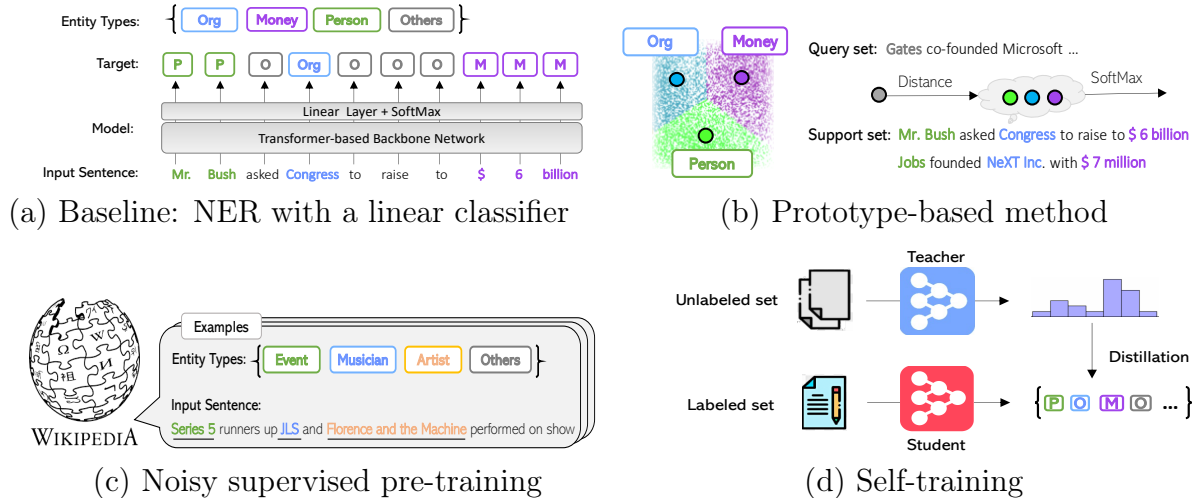 Entity Types: { Org Money Person Others }
Target: P P O Org O O O M M M
Linear Layer + SoftMax
Model:
Transformer-based Backbone Network
Input Sentence: Mr. Bush asked Congress to raise to $ 6 billion
(a) Baseline: NER with a linear classifier
Org Money
Person
Query set: Gates co-founded Microsoft ...
Distance SoftMax
Support set: Mr. Bush asked Congress to raise to $ 6 billion
Jobs founded NeXT Inc. with $ 7 million
(b) Prototype-based method
WIKIPEDIA
Examples
Entity Types: { Event Musician Artist Others }
Input Sentence:
Series 5 runners up JLS and Florence and the Machine performed on show
(c) Noisy supervised pre-training
Teacher
Unlabeled set
Distillation
Labeled set
{ P O M O ... }
Student
(d) Self-training